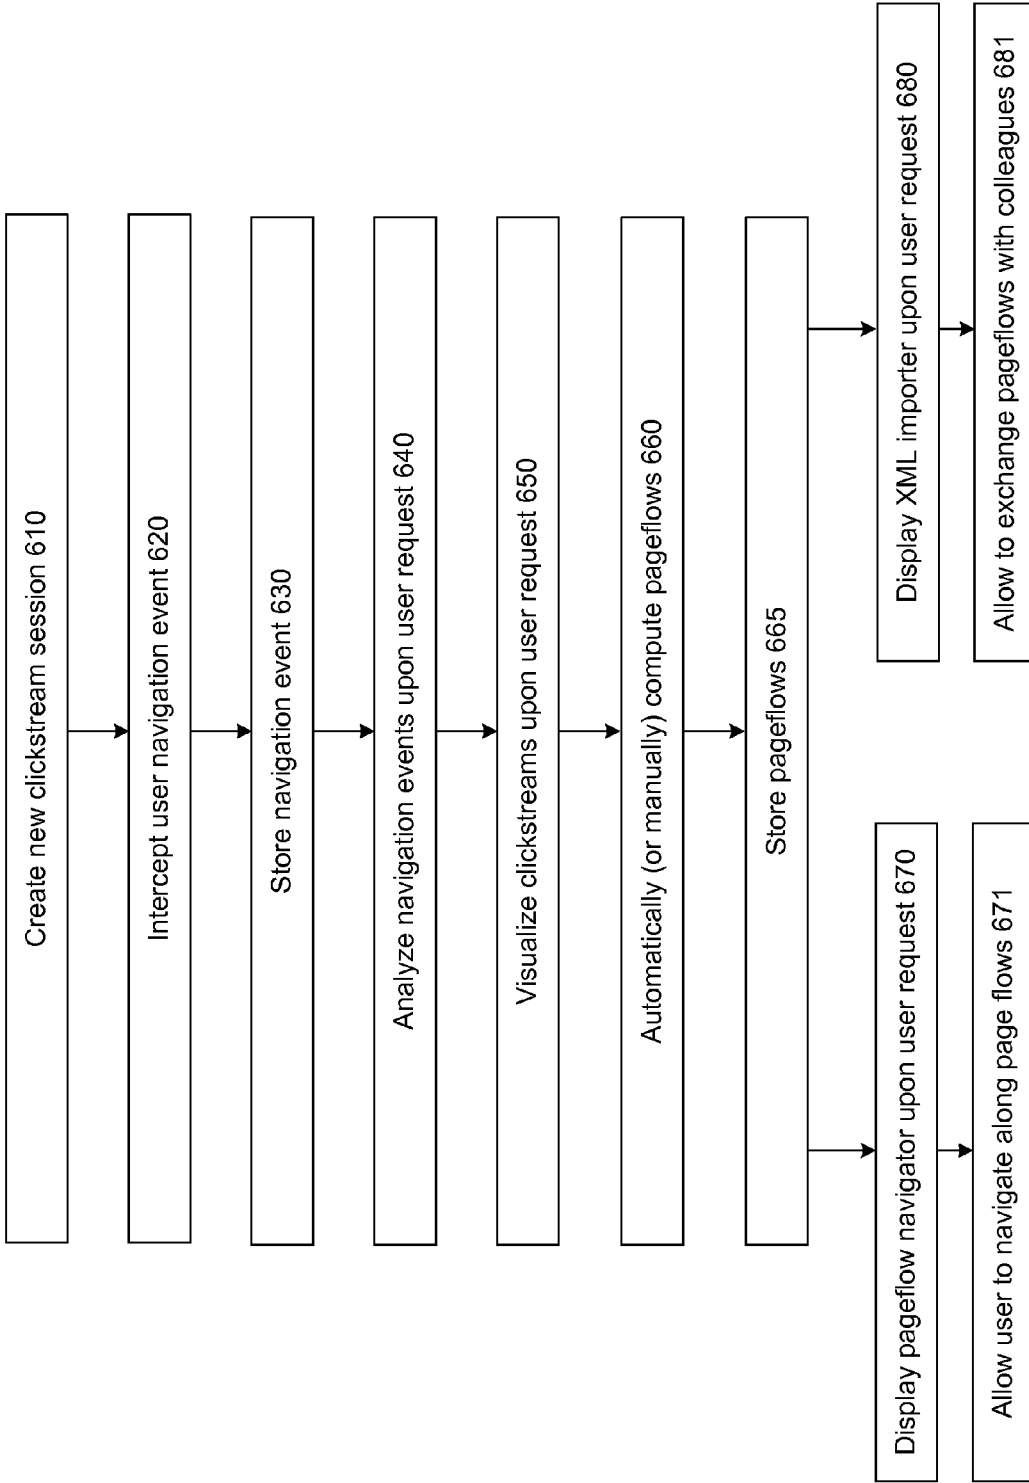 Create new clickstream session 610
Intercept user navigation event 620
Store navigation event 630
Analyze navigation events upon user request 640
Visualize clickstreams upon user request 650
Automatically (or manually) compute pageflows 660
Store pageflows 665
Display pageflow navigator upon user request 670
Allow user to navigate along page flows 671
Display XML importer upon user request 680
Allow to exchange pageflows with colleagues 681